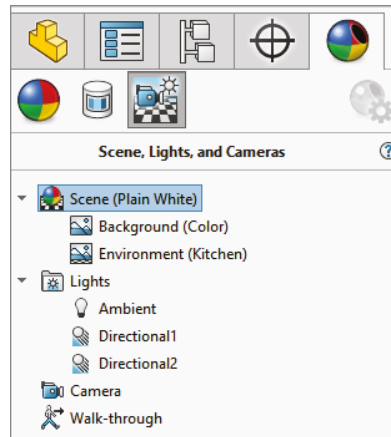 Scene, Lights, and Cameras
Scene (Plain White)
Background (Color)
Environment (Kitchen)
Lights
Ambient
Directional1
Directional2
Camera
Walk-through